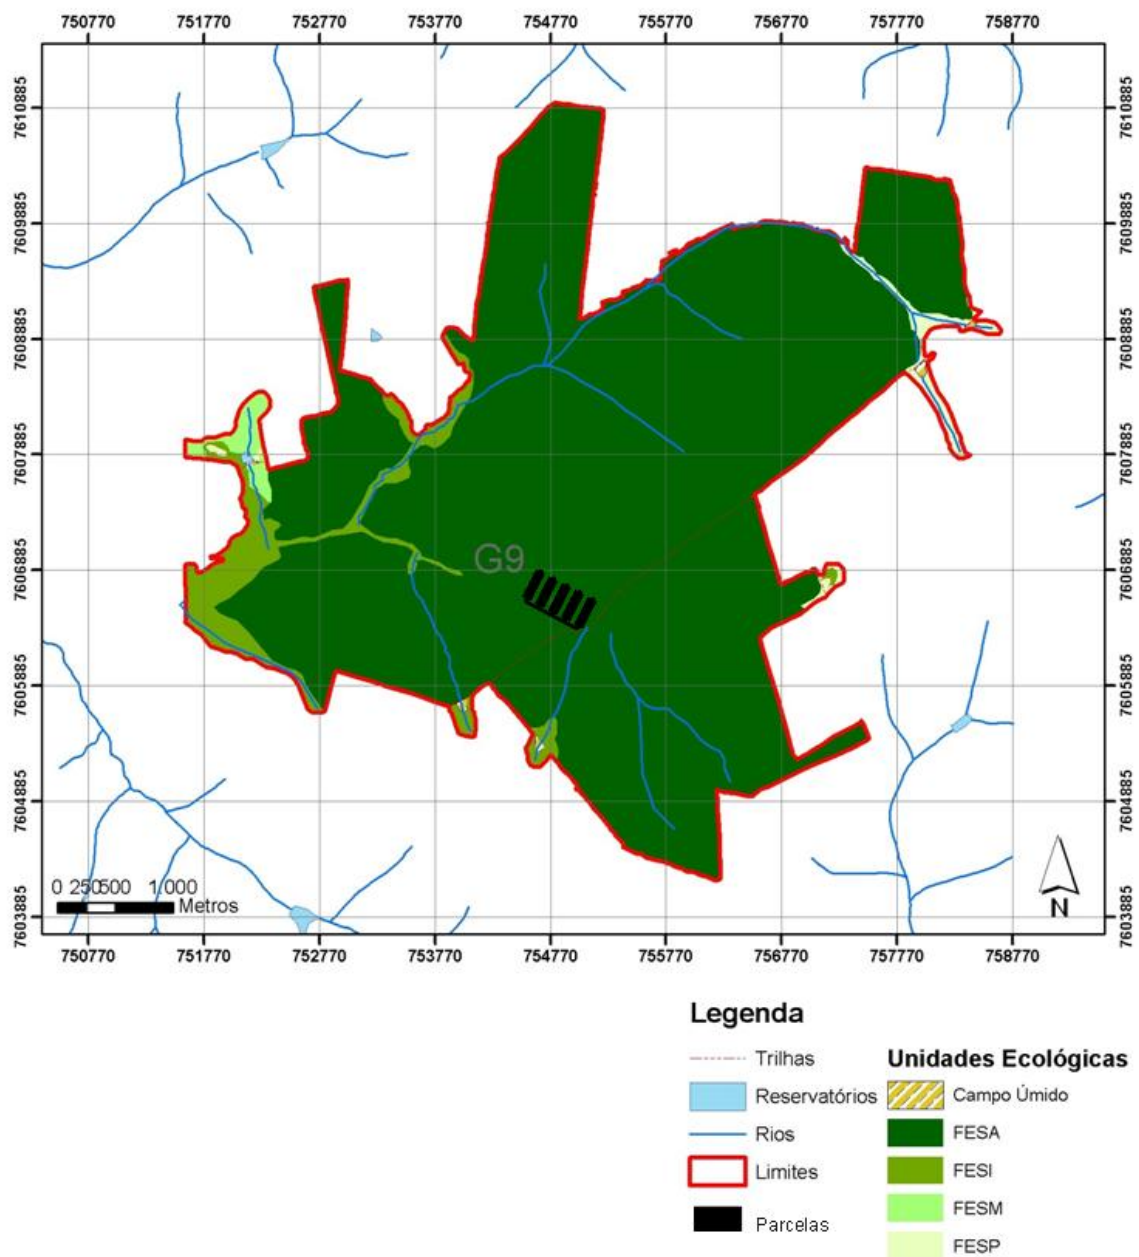 750770 751770 752770 753770 754770 755770 756770 757770 758770
7610885 7610885
7609885 7609885
7608885 7608885
7607885 7607885
G9
7606885 7606885
7605885 7605885
7604885 7604885
0 250500 1.000
Metros
N
7603885 7603885
750770 751770 752770 753770 754770 755770 756770 757770 758770
Legenda
Trilhas
Reservatórios
Rios
Limites
Parcelas
Unidades Ecológicas
Campo Úmido
FESA
FESI
FESM
FESP